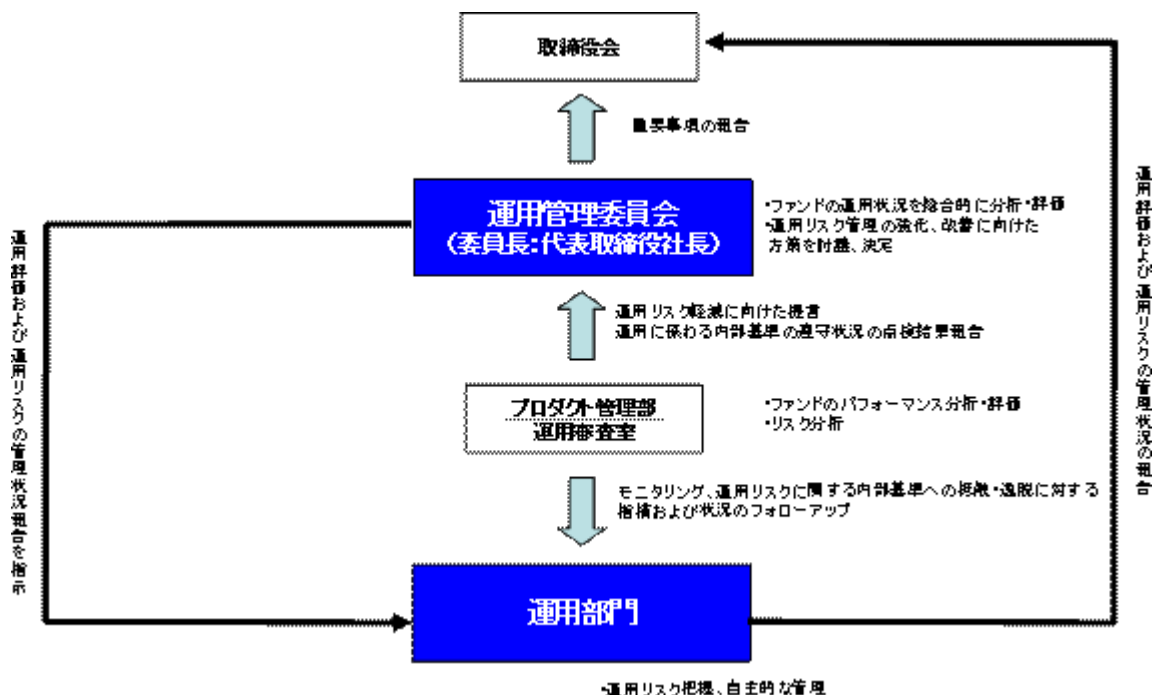 取締役会
重要事項の報告
運用管理委員会
(委員長:代表取締役社長)
・ファンドの運用状況を総合的に分析・評価
・運用リスク管理の強化、改善に向けた
方策を討議、決定
運用リスク軽減に向けた提言
運用に係わる内部基準の遵守状況の点検結果報告
プロダクト管理部
運用審査室
・ファンドのパフォーマンス分析・評価
・リスク分析
モニタリング、運用リスクに関する内部基準への抵触・逸脱に対する
指摘および状況のフォローアップ
運用部門
・運用リスク把握、自主的な管理
運用評価および運用リスクの管理状況報告を指示
運用評価および運用リスクの管理状況の報告